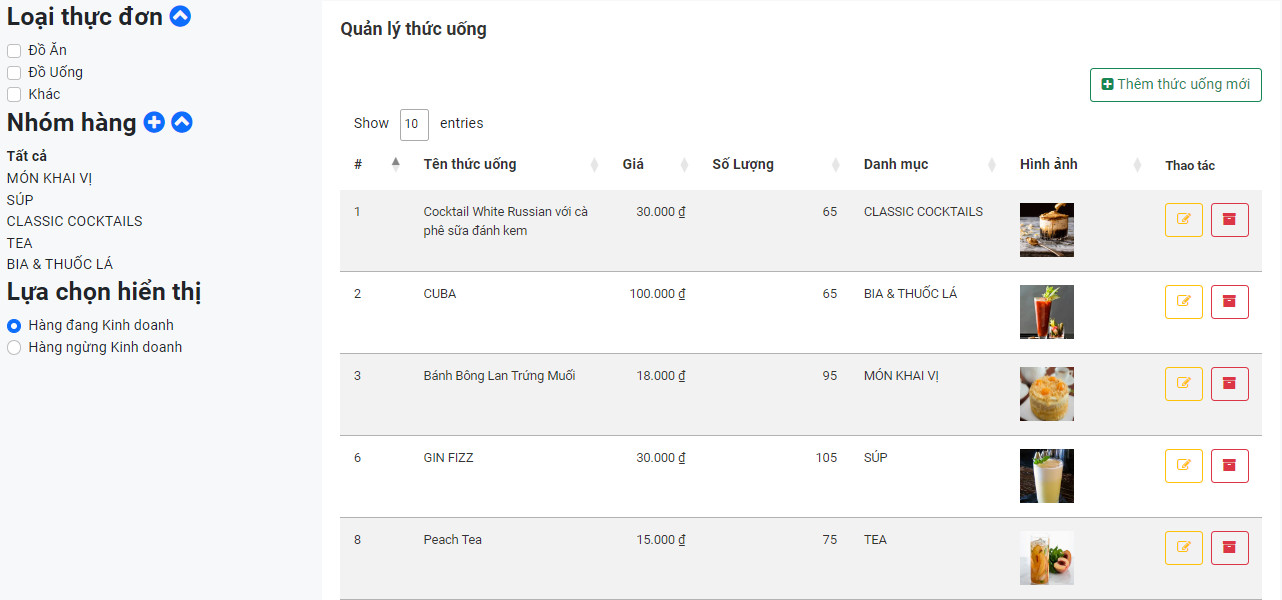 Loại thực đơn
Đồ Ăn
Đồ Uống
Khác
Nhóm hàng
Tất cả
MÓN KHAI VỊ
SÚP
CLASSIC COCKTAILS
TEA
BIA & THUỐC LÁ
Lựa chọn hiển thị
Hàng đang Kinh doanh
Hàng ngừng Kinh doanh
Quản lý thức uống
Thêm thức uống mới
Show 10 entries
# Tên thức uống Giá Số Lượng Danh mục Hình ảnh Thao tác
1 Cocktail White Russian với cà 30.000 ₫ 65 CLASSIC COCKTAILS
phê sữa đánh kem
2 CUBA 100.000 ₫ 65 BIA & THUỐC LÁ
3 Bánh Bông Lan Trứng Muối 18.000 ₫ 95 MÓN KHAI VỊ
6 GIN FIZZ 30.000 ₫ 105 SÚP
8 Peach Tea 15.000 ₫ 75 TEA